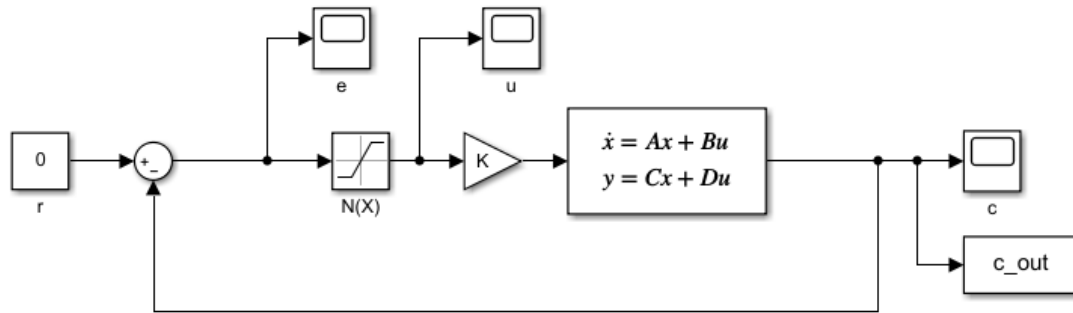 e
u
0
+
−
K
ẋ = Ax + Bu
y = Cx + Du
r
N(X)
c
c_out